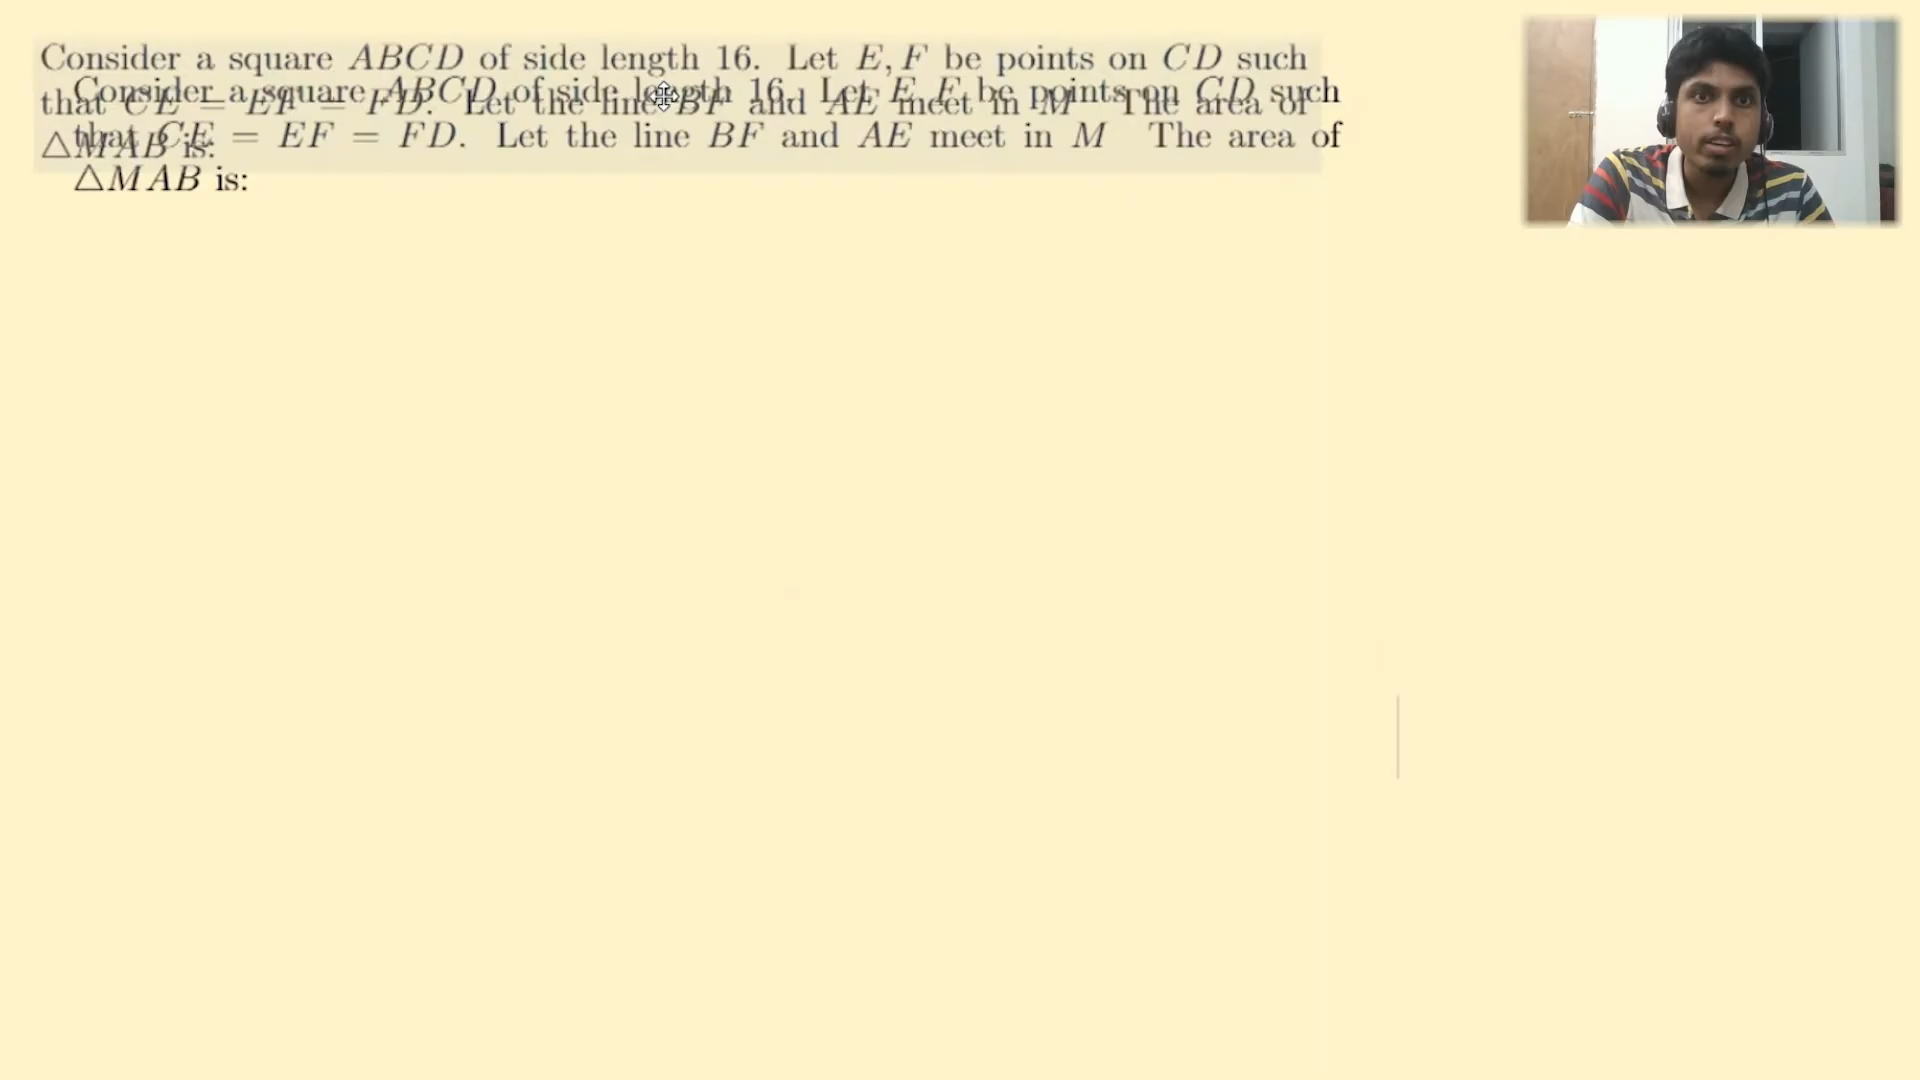 Consider a square ABCD of side length 16. Let E, F be points on CD such
that CE = EF = FD. Let the line BF and AE meet in M The area of
△MAB is:
Consider a square ABCD of side length 16. Let E, F be points on CD such
that CE = EF = FD. Let the line BF and AE meet in M The area of
△MAB is: